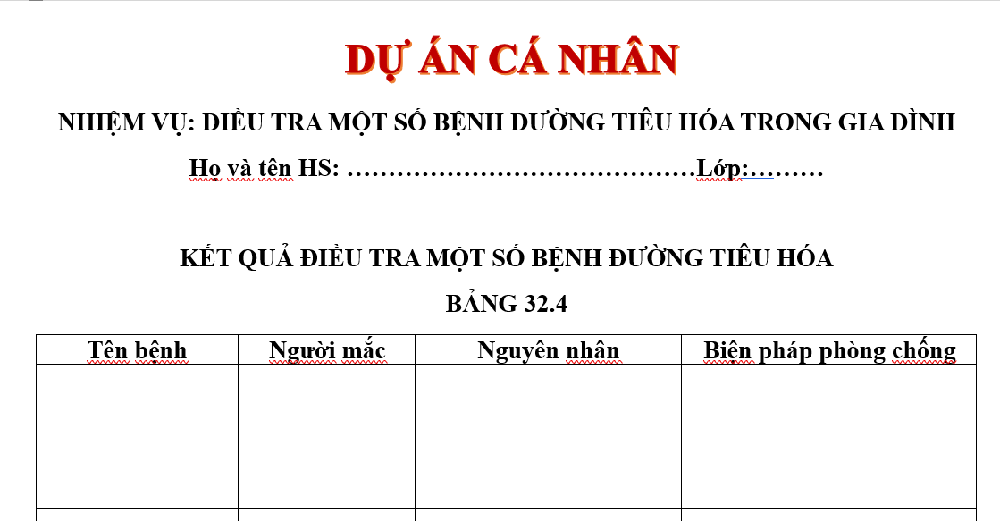 DỰ ÁN CÁ NHÂN
NHIỆM VỤ: ĐIỀU TRA MỘT SỐ BỆNH ĐƯỜNG TIÊU HÓA TRONG GIA ĐÌNH
Họ và tên HS: ……………………………………Lớp:………
KẾT QUẢ ĐIỀU TRA MỘT SỐ BỆNH ĐƯỜNG TIÊU HÓA
BẢNG 32.4
Tên bệnh Người mắc Nguyên nhân Biện pháp phòng chống